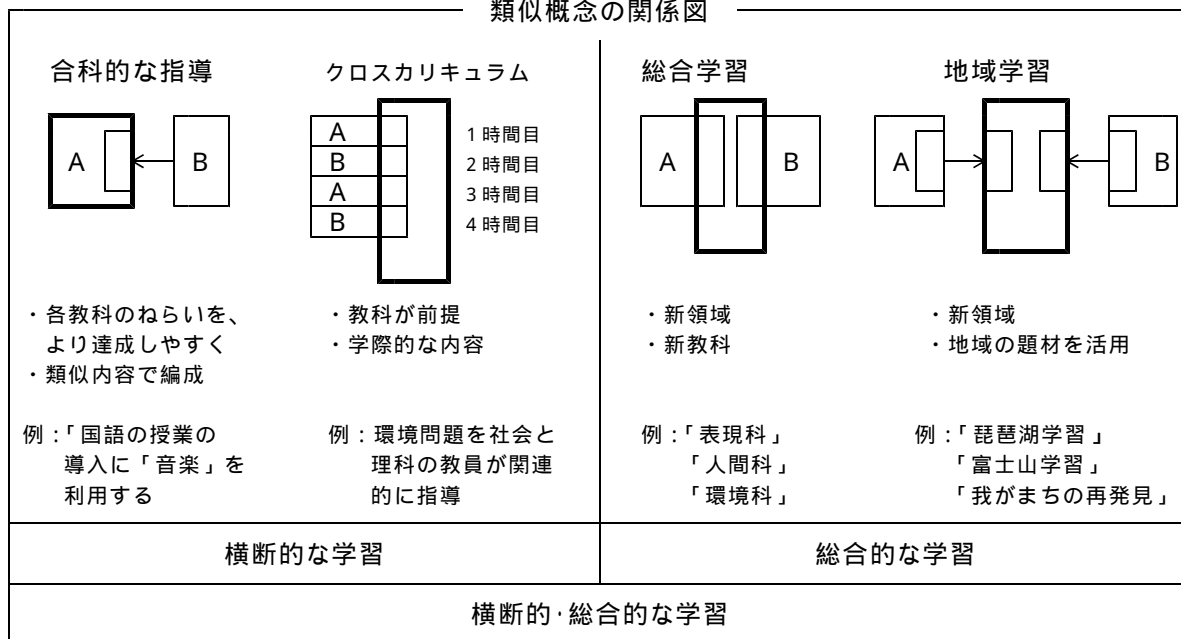 類似概念の関係図
合科的な指導
A
B
・各教科のねらいを、
より達成しやすく
・類似内容で編成
例:「国語の授業の
導入に「音楽」を
利用する
クロスカリキュラム
A
B
A
B
1時間目
2時間目
3時間目
4時間目
・教科が前提
・学際的な内容
例:環境問題を社会と
理科の教員が関連
的に指導
総合学習
A
B
・新領域
・新教科
例:「表現科」
「人間科」
「環境科」
地域学習
A
B
・新領域
・地域の題材を活用
例:「琵琶湖学習」
「富士山学習」
「我がまちの再発見」
横断的な学習
総合的な学習
横断的・総合的な学習